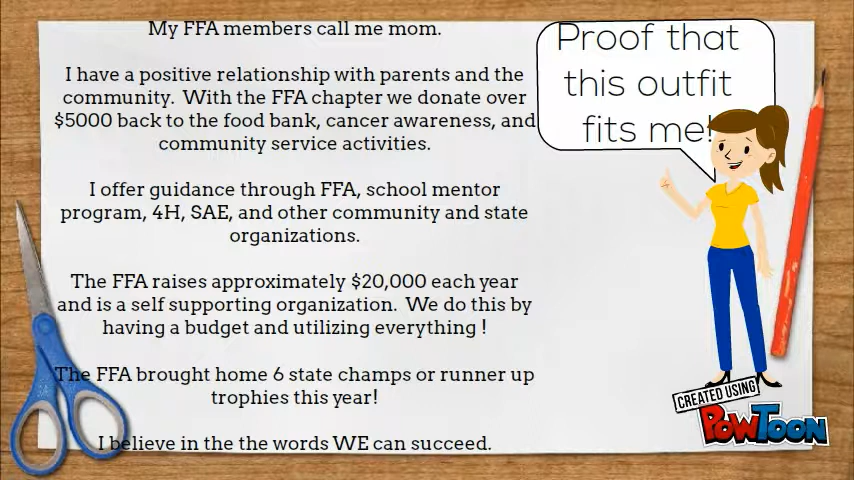 My FFA members call me mom.
I have a positive relationship with parents and the
community. With the FFA chapter we donate over
$5000 back to the food bank, cancer awareness, and
community service activities.
I offer guidance through FFA, school mentor
program, 4H, SAE, and other community and state
organizations.
The FFA raises approximately $20,000 each year
and is a self supporting organization. We do this by
having a budget and utilizing everything !
The FFA brought home 6 state champs or runner up
trophies this year!
I believe in the the words WE can succeed.
Proof that
this outfit
fits me!
CREATED USING
POWTOON